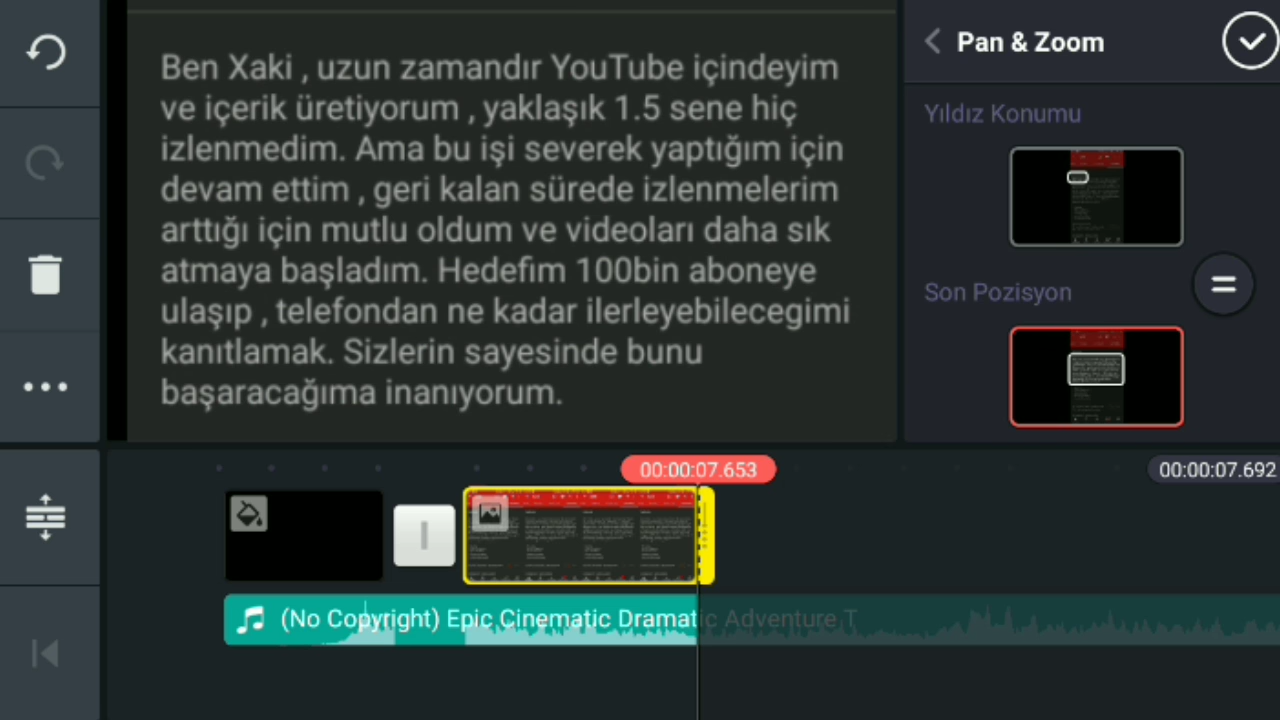 Ben Xaki , uzun zamandır YouTube içindeyim
ve içerik üretiyorum , yaklaşık 1.5 sene hiç
izlenmedim. Ama bu işi severek yaptığım için
devam ettim , geri kalan sürede izlenmelerim
arttığı için mutlu oldum ve videoları daha sık
atmaya başladım. Hedefim 100bin aboneye
ulaşıp , telefondan ne kadar ilerleyebilecegimi
kanıtlamak. Sizlerin sayesinde bunu
başaracağıma inanıyorum.
Pan & Zoom
Yıldız Konumu
Son Pozisyon
00:00:07.653
00:00:07.692
(No Copyright) Epic Cinematic Dramatic Adventure T